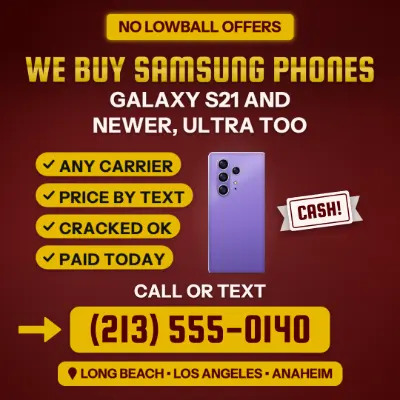 NO LOWBALL OFFERS
WE BUY SAMSUNG PHONES
GALAXY S21 AND
NEWER, ULTRA TOO
ANY CARRIER
PRICE BY TEXT
CRACKED OK
PAID TODAY
CASH!
CALL OR TEXT
(213) 555-0140
LONG BEACH • LOS ANGELES • ANAHEIM